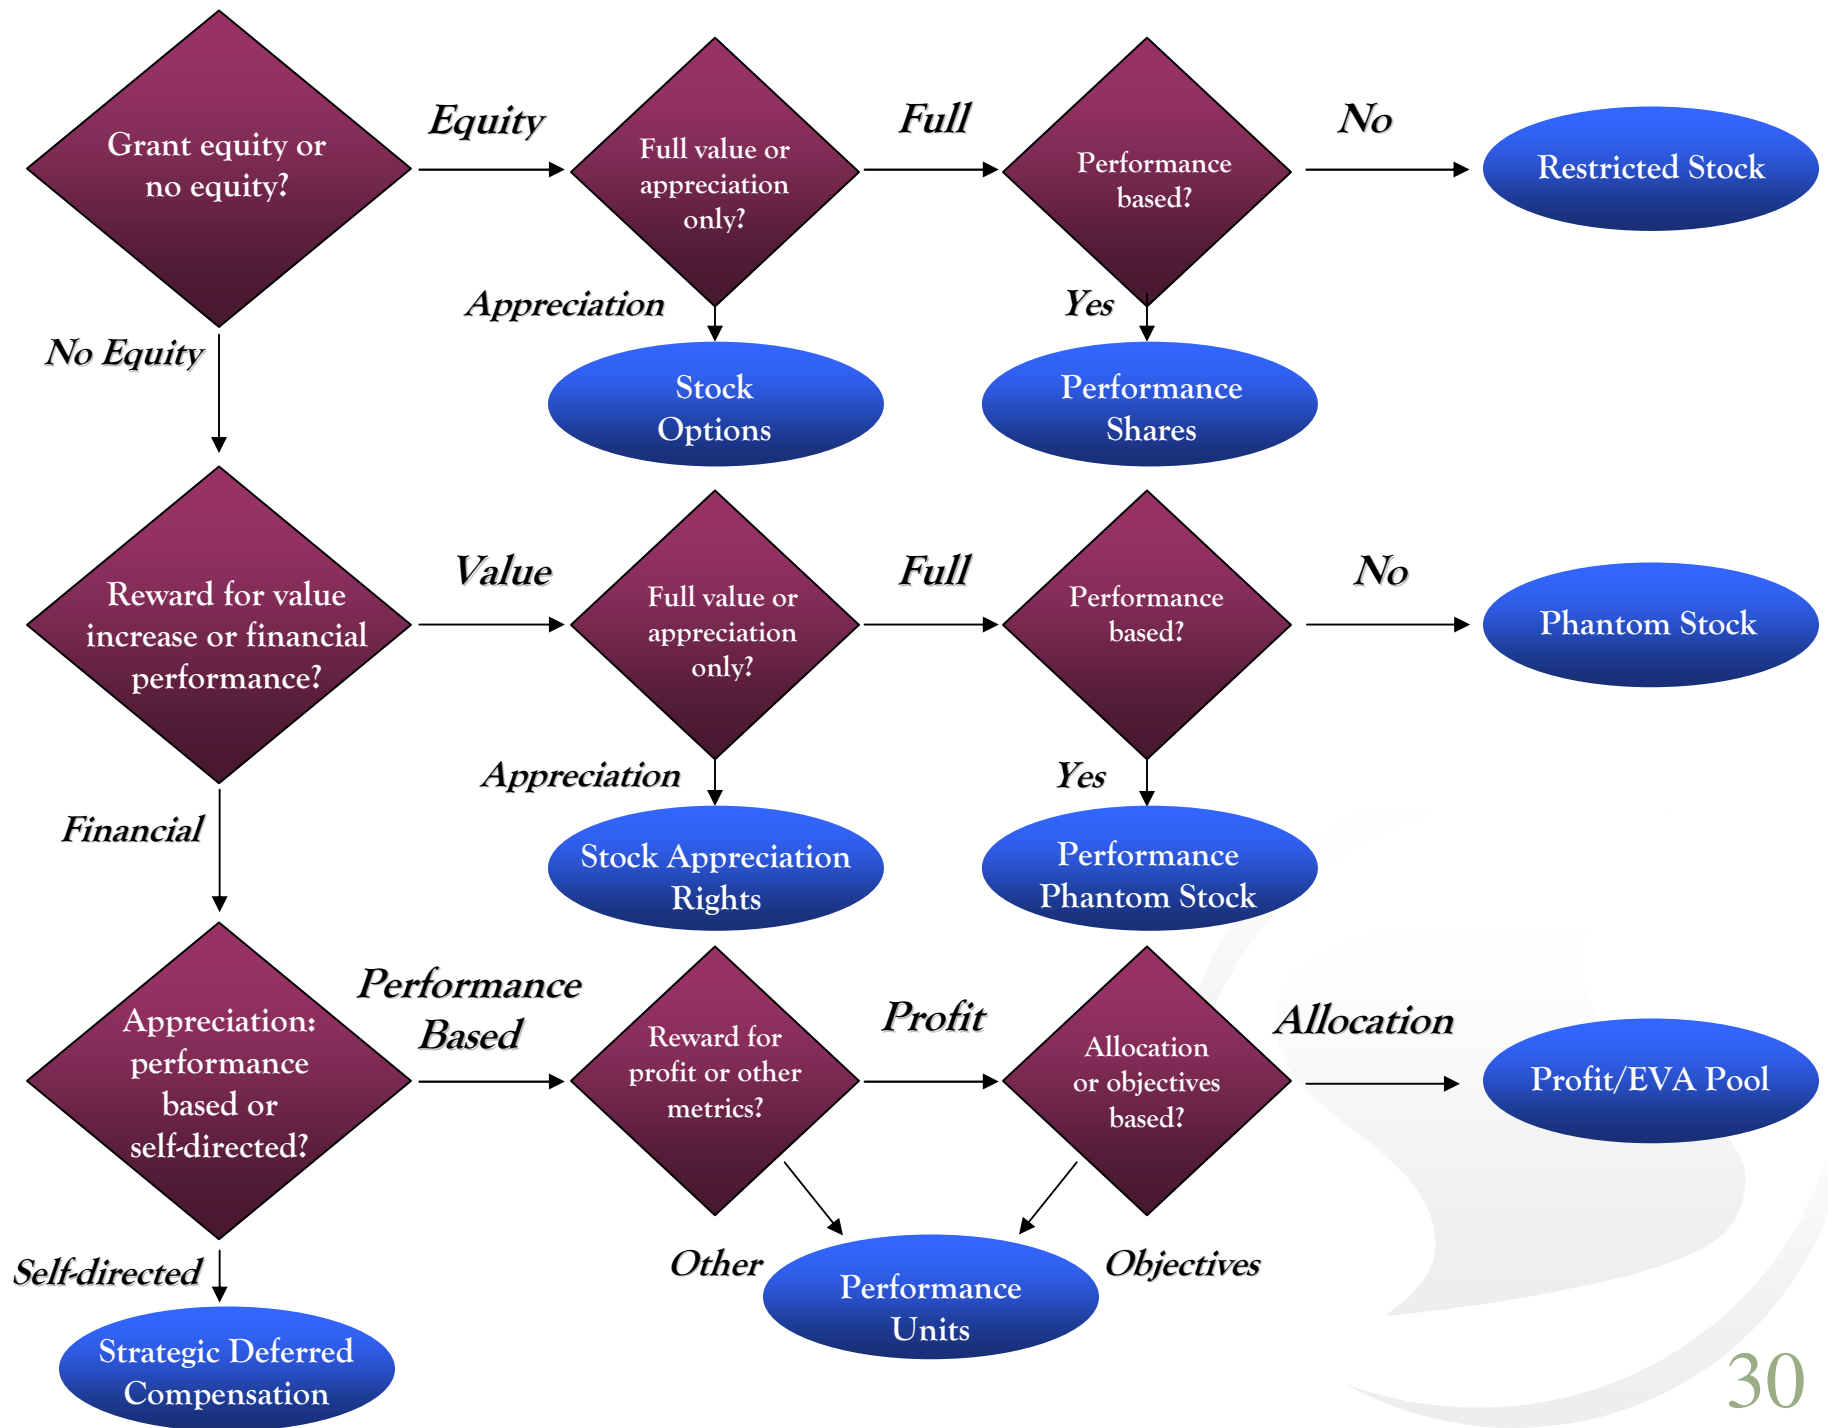 Grant equity or
no equity?
Equity
Full value or
appreciation
only?
Full
Performance
based?
No
Restricted Stock
Appreciation
Yes
No Equity
Stock
Options
Performance
Shares
Reward for value
increase or financial
performance?
Value
Full value or
appreciation
only?
Full
Performance
based?
No
Phantom Stock
Appreciation
Yes
Financial
Stock Appreciation
Rights
Performance
Phantom Stock
Appreciation:
performance
based or
self-directed?
Performance
Based
Reward for
profit or other
metrics?
Profit
Allocation
or objectives
based?
Allocation
Profit/EVA Pool
Self-directed
Other
Objectives
Performance
Units
Strategic Deferred
Compensation
30